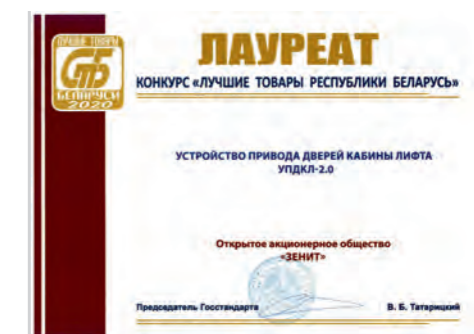 ЛУЧШИЕ ТОВАРЫ
СТБ
БЕЛАРУСИ
2020
ЛАУРЕАТ
КОНКУРС «ЛУЧШИЕ ТОВАРЫ РЕСПУБЛИКИ БЕЛАРУСЬ»
УСТРОЙСТВО ПРИВОДА ДВЕРЕЙ КАБИНЫ ЛИФТА
УПДКЛ-2.0
Открытое акционерное общество
«ЗЕНИТ»
Председатель Госстандарта В. Б. Татарицкий